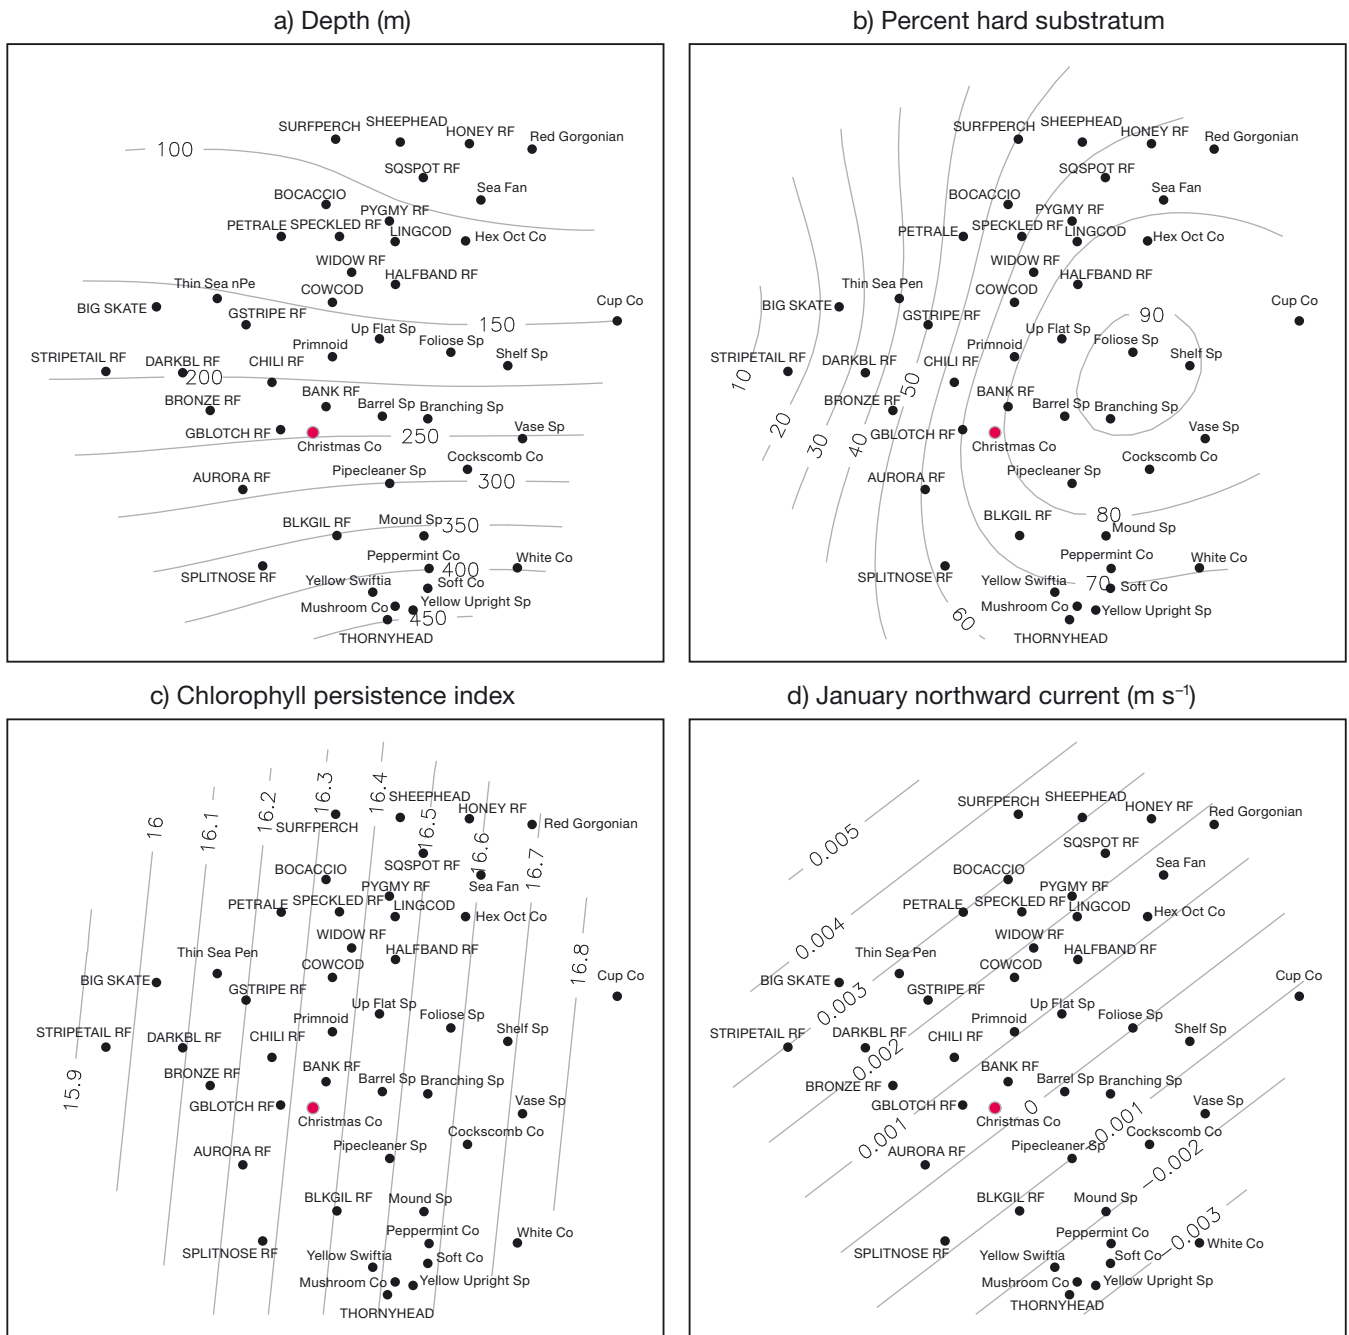 a) Depth (m)
SURFPERCH SHEEPHEAD HONEY RF Red Gorgonian
100
SQSPOT RF
BOCACCIO Sea Fan
PYGMY RF
PETRALE SPECKLED RF LINGCOD Hex Oct Co
WIDOW RF
Thin Sea nPe HALFBAND RF
BIG SKATE COWCOD Cup Co
GSTRIPE RF 150
Up Flat Sp
STRIPETAIL RF DARKBL RF CHILI RF Primnoid Foliose Sp Shelf Sp
200
BRONZE RF BANK RF Barrel Sp Branching Sp
GBLOTCH RF 250 Vase Sp
Christmas Co Cockscomb Co
AURORA RF Pipecleaner Sp 300
BLKGIL RF Mound Sp 350
Peppermint Co White Co
SPLITNOSE RF Yellow Swiftia 400 Soft Co
Mushroom Co Yellow Upright Sp
450
THORNYHEAD
b) Percent hard substratum
SURFPERCH SHEEPHEAD HONEY RF Red Gorgonian
SQSPOT RF
BOCACCIO Sea Fan
PYGMY RF
PETRALE SPECKLED RF LINGCOD Hex Oct Co
WIDOW RF
Thin Sea Pen HALFBAND RF
BIG SKATE COWCOD Cup Co
GSTRIPE RF 90
Up Flat Sp
STRIPETAIL RF DARKBL RF CHILI RF Primnoid Foliose Sp Shelf Sp
10 50
BRONZE RF BANK RF Barrel Sp Branching Sp
20 30 40 GBLOTCH RF Vase Sp
Christmas Co Cockscomb Co
AURORA RF Pipecleaner Sp
BLKGIL RF 80 Mound Sp
Peppermint Co White Co
SPLITNOSE RF Yellow Swiftia 70 Soft Co
60 Mushroom Co Yellow Upright Sp
THORNYHEAD
c) Chlorophyll persistence index
16 16.1 16.2 16.3 16.4 16.5 16.6 16.7
SURFPERCH SHEEPHEAD HONEY RF Red Gorgonian
SQSPOT RF
BOCACCIO Sea Fan
PYGMY RF
PETRALE SPECKLED RF LINGCOD Hex Oct Co
WIDOW RF
Thin Sea Pen HALFBAND RF 16.8
BIG SKATE COWCOD Cup Co
GSTRIPE RF
Up Flat Sp
STRIPETAIL RF DARKBL RF CHILI RF Primnoid Foliose Sp Shelf Sp
15.9 BRONZE RF BANK RF Barrel Sp Branching Sp
GBLOTCH RF Vase Sp
Christmas Co Cockscomb Co
AURORA RF Pipecleaner Sp
BLKGIL RF Mound Sp
Peppermint Co White Co
SPLITNOSE RF Yellow Swiftia Soft Co
Mushroom Co Yellow Upright Sp
THORNYHEAD
d) January northward current (m s⁻¹)
SURFPERCH SHEEPHEAD HONEY RF Red Gorgonian
0.005
SQSPOT RF
BOCACCIO Sea Fan
PYGMY RF
PETRALE SPECKLED RF LINGCOD Hex Oct Co
0.004 WIDOW RF
Thin Sea Pen HALFBAND RF
BIG SKATE COWCOD Cup Co
0.003 GSTRIPE RF
Up Flat Sp
STRIPETAIL RF DARKBL RF CHILI RF Primnoid Foliose Sp Shelf Sp
0.002
BRONZE RF BANK RF Barrel Sp Branching Sp
GBLOTCH RF 0 Vase Sp
0.001 Christmas Co −0.001 Cockscomb Co
AURORA RF Pipecleaner Sp −0.002
BLKGIL RF Mound Sp
Peppermint Co −0.003 White Co
SPLITNOSE RF Yellow Swiftia Soft Co
Mushroom Co Yellow Upright Sp
THORNYHEAD